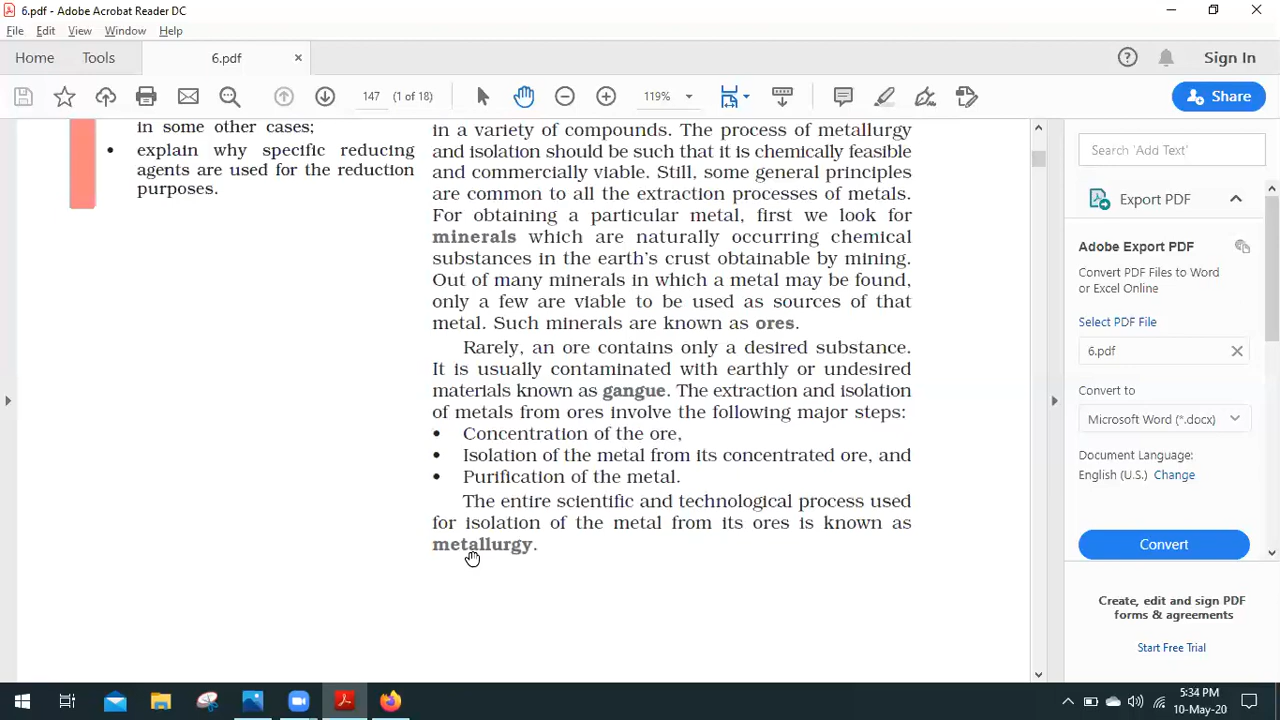 6.pdf - Adobe Acrobat Reader DC
File Edit View Window Help
Home Tools 6.pdf
Sign In
147 (1 of 18)
119%
Share
in some other cases;
• explain why specific reducing
agents are used for the reduction
purposes.
in a variety of compounds. The process of metallurgy
and isolation should be such that it is chemically feasible
and commercially viable. Still, some general principles
are common to all the extraction processes of metals.
For obtaining a particular metal, first we look for
minerals which are naturally occurring chemical
substances in the earth's crust obtainable by mining.
Out of many minerals in which a metal may be found,
only a few are viable to be used as sources of that
metal. Such minerals are known as ores.
Rarely, an ore contains only a desired substance.
It is usually contaminated with earthly or undesired
materials known as gangue. The extraction and isolation
of metals from ores involve the following major steps:
• Concentration of the ore,
• Isolation of the metal from its concentrated ore, and
• Purification of the metal.
The entire scientific and technological process used
for isolation of the metal from its ores is known as
metallurgy.
Search 'Add Text'
Export PDF
Adobe Export PDF
Convert PDF Files to Word
or Excel Online
Select PDF File
6.pdf
Convert to
Microsoft Word (*.docx)
Document Language:
English (U.S.) Change
Convert
Create, edit and sign PDF
forms & agreements
Start Free Trial
5:34 PM
10-May-20